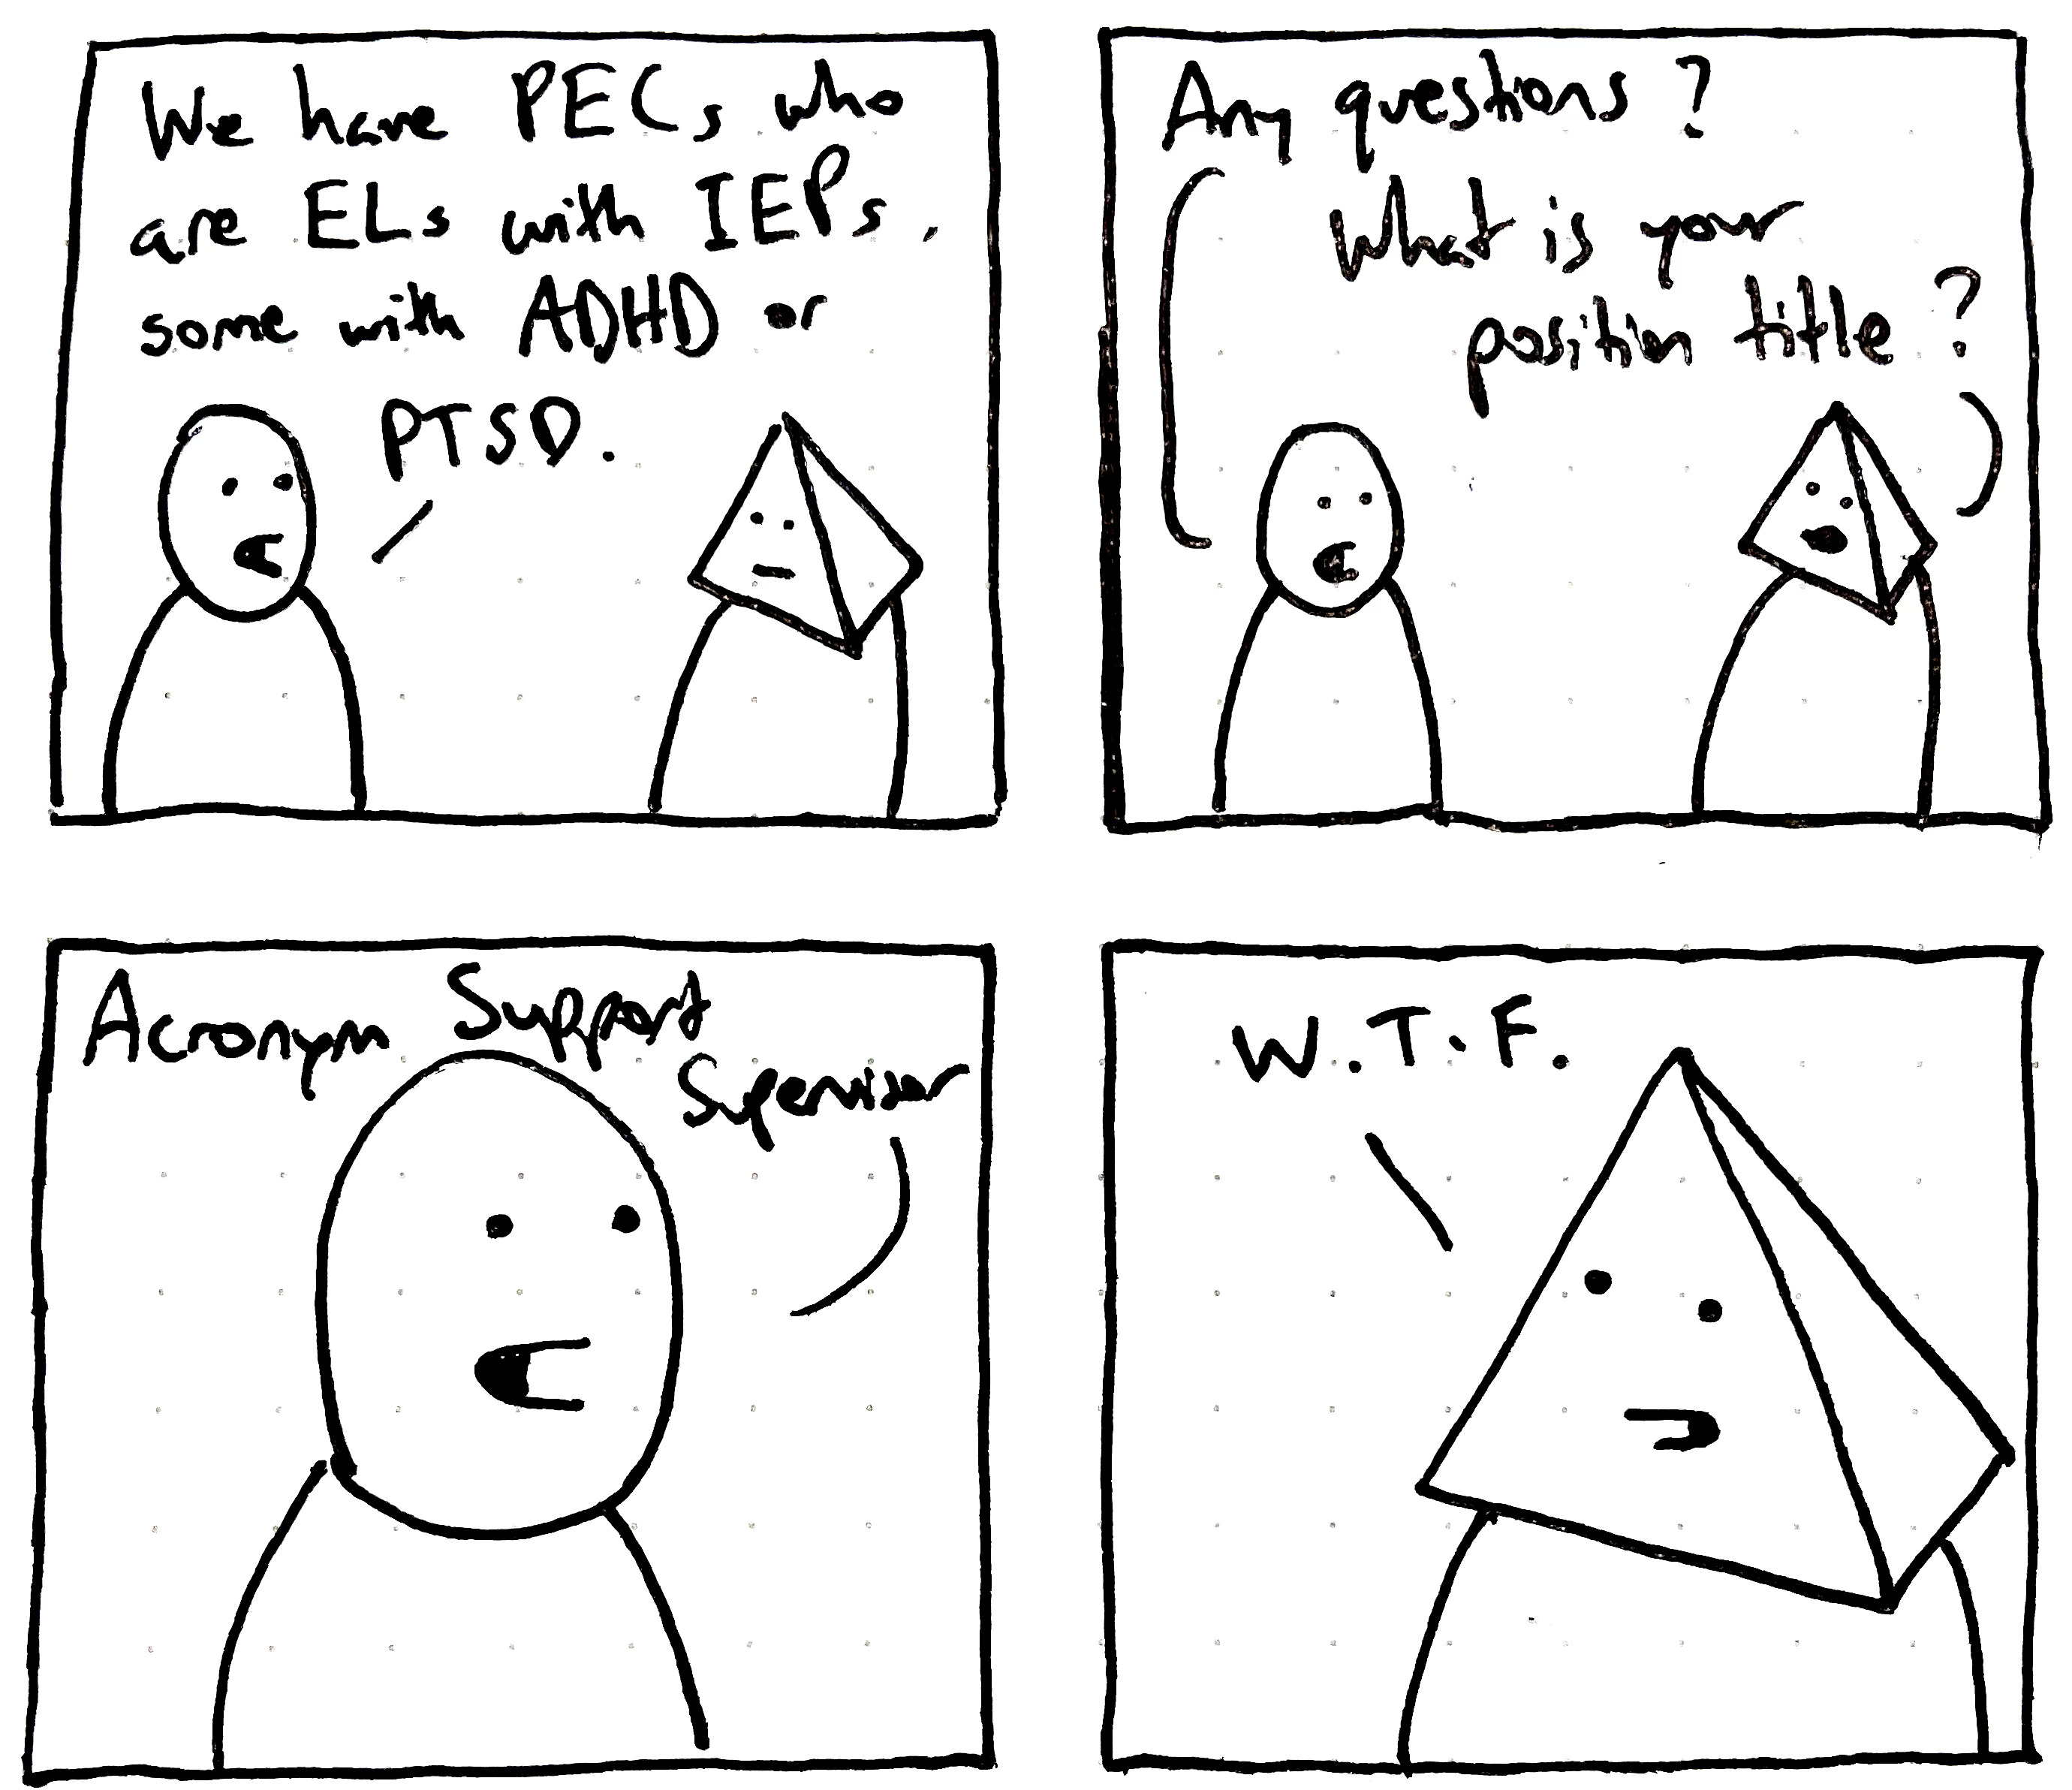 We have PECs who
are ELs with IEPs,
some with ADHD or
PTSD.
Any questions?
What is your
position title?
Acronym Support
Supervisor
W.T.F.